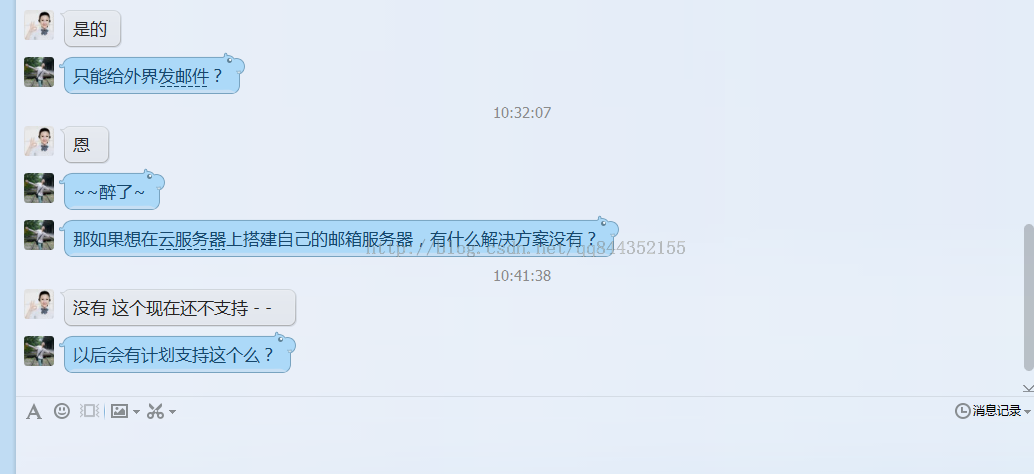 是的
只能给外界发邮件？
10:32:07
恩
~~醉了~
那如果想在云服务器上搭建自己的邮箱服务器，有什么解决方案没有？
http://blog.csdn.net/qq844352155
10:41:38
没有 这个现在还不支持 - -
以后会有计划支持这个么？
消息记录